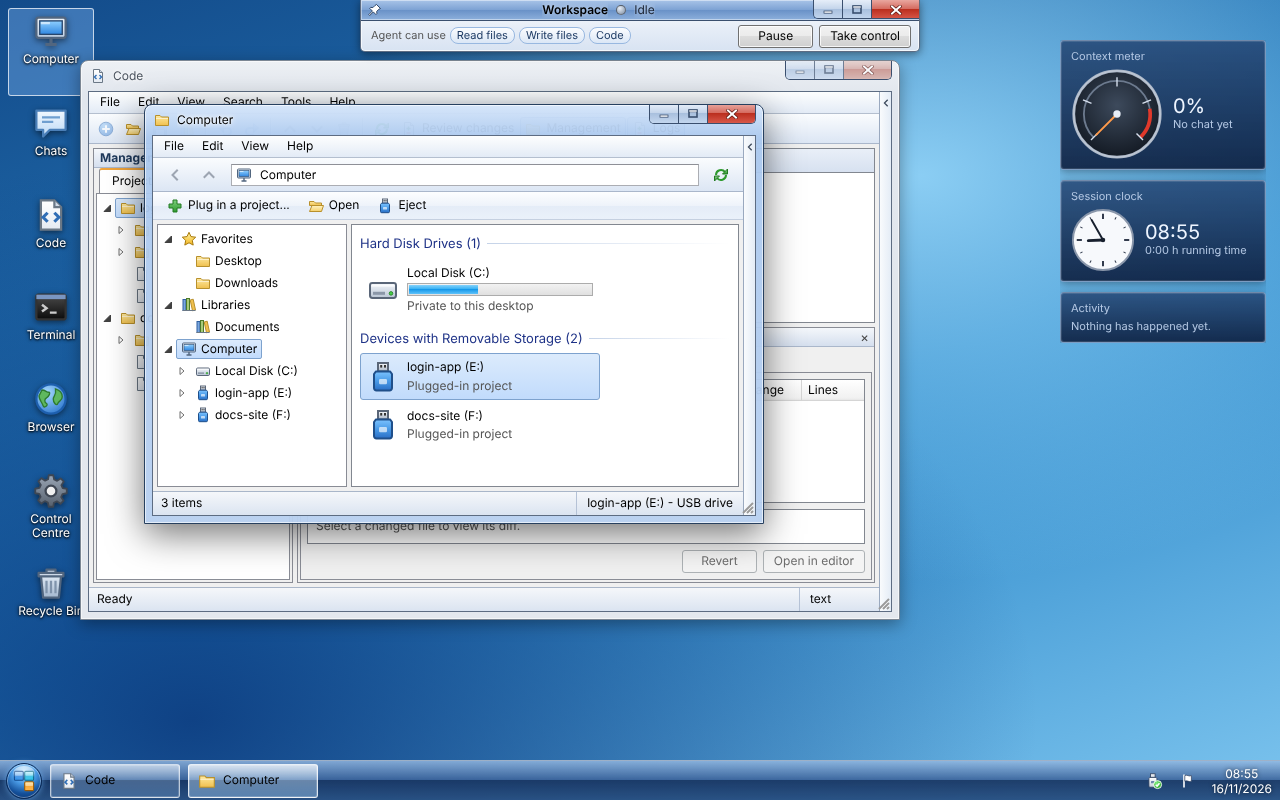 Workspace
Idle
Agent can use
Read files
Write files
Code
Pause
Take control
Computer
Chats
Code
Terminal
Browser
Control
Centre
Recycle Bin
Code
File
Edit
View
Search
Tools
Help
Computer
File
Edit
View
Help
Computer
Plug in a project...
Open
Eject
Favorites
Desktop
Downloads
Libraries
Documents
Computer
Local Disk (C:)
login-app (E:)
docs-site (F:)
Hard Disk Drives (1)
Local Disk (C:)
Private to this desktop
Devices with Removable Storage (2)
login-app (E:)
Plugged-in project
docs-site (F:)
Plugged-in project
3 items
login-app (E:) - USB drive
Lines
Select a changed file to view its diff.
Revert
Open in editor
Ready
text
Context meter
0%
No chat yet
Session clock
08:55
0:00 h running time
Activity
Nothing has happened yet.
Code
Computer
08:55
16/11/2026